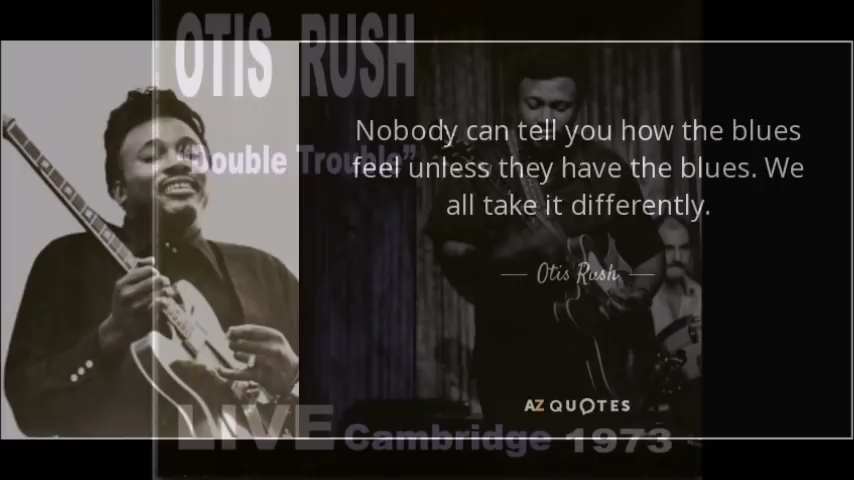 OTIS RUSH
"Double Trouble"
Nobody can tell you how the blues
feel unless they have the blues. We
all take it differently.
Otis Rush
AZ QUOTES
LIVE Cambridge 1973